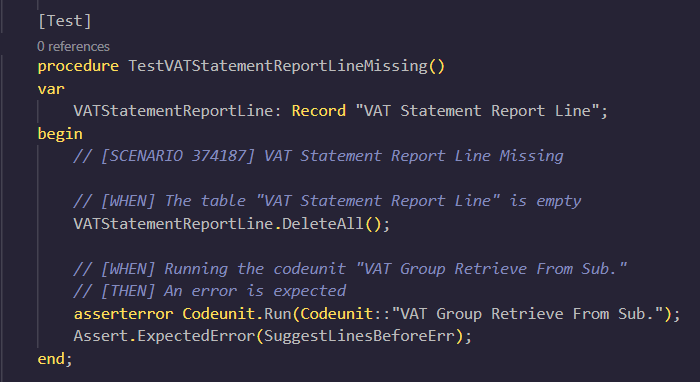 [Test]
0 references
procedure TestVATStatementReportLineMissing()
var
VATStatementReportLine: Record "VAT Statement Report Line";
begin
// [SCENARIO 374187] VAT Statement Report Line Missing
// [WHEN] The table "VAT Statement Report Line" is empty
VATStatementReportLine.DeleteAll();
// [WHEN] Running the codeunit "VAT Group Retrieve From Sub."
// [THEN] An error is expected
asserterror Codeunit.Run(Codeunit::"VAT Group Retrieve From Sub.");
Assert.ExpectedError(SuggestLinesBeforeErr);
end;